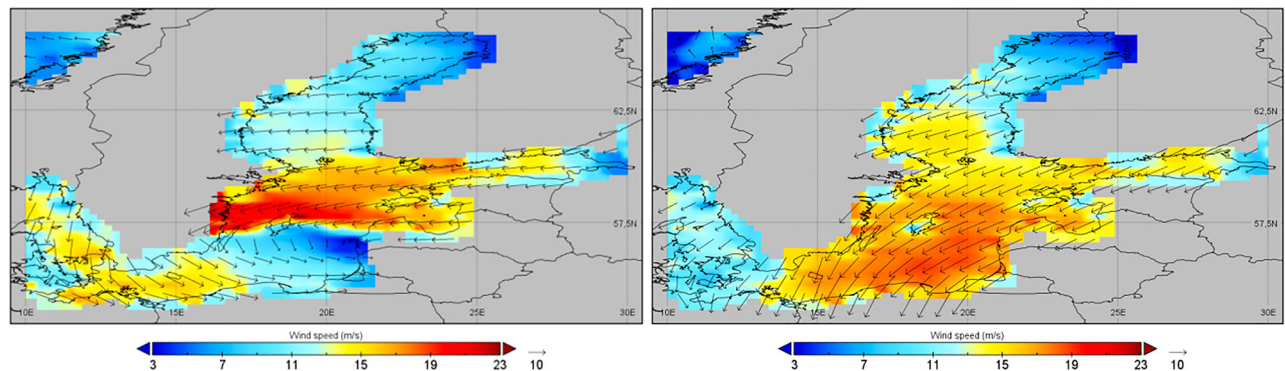 62,5N
57,5N
10E 15E 20E 25E 30E
Wind speed (m/s)
3 7 11 15 19 23 10
62,5N
57,5N
10E 15E 20E 25E 30E
Wind speed (m/s)
3 7 11 15 19 23 10